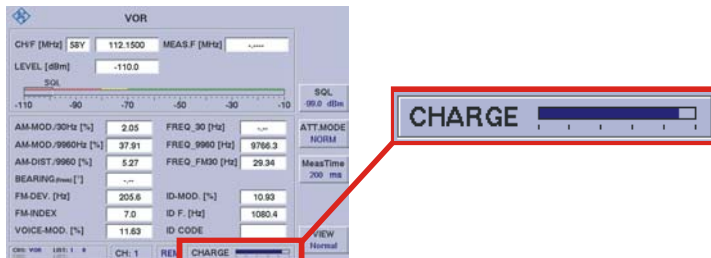 VOR
CH/F [MHz] 58Y 112.1500 MEAS.F [MHz] -,----
LEVEL [dBm] -110.0
SQL
-110 -90 -70 -50 -30 -10
SQL
-99.0 dBm
AM-MOD./30Hz [%] 2.05 FREQ_30 [Hz] -,--
ATT.MODE
NORM
AM-MOD./9960Hz [%] 37.91 FREQ_9960 [Hz] 9766.3
AM-DIST./9960 [%] 5.27 FREQ_FM30 [Hz] 29.34
MeasTime
200 ms
BEARING [°] -,--
FM-DEV. [Hz] 205.6 ID-MOD. [%] 10.93
FM-INDEX 7.0 ID F. [Hz] 1080.4
VOICE-MOD. [%] 11.63 ID CODE
VIEW
Normal
CH: 1 REM CHARGE
CHARGE